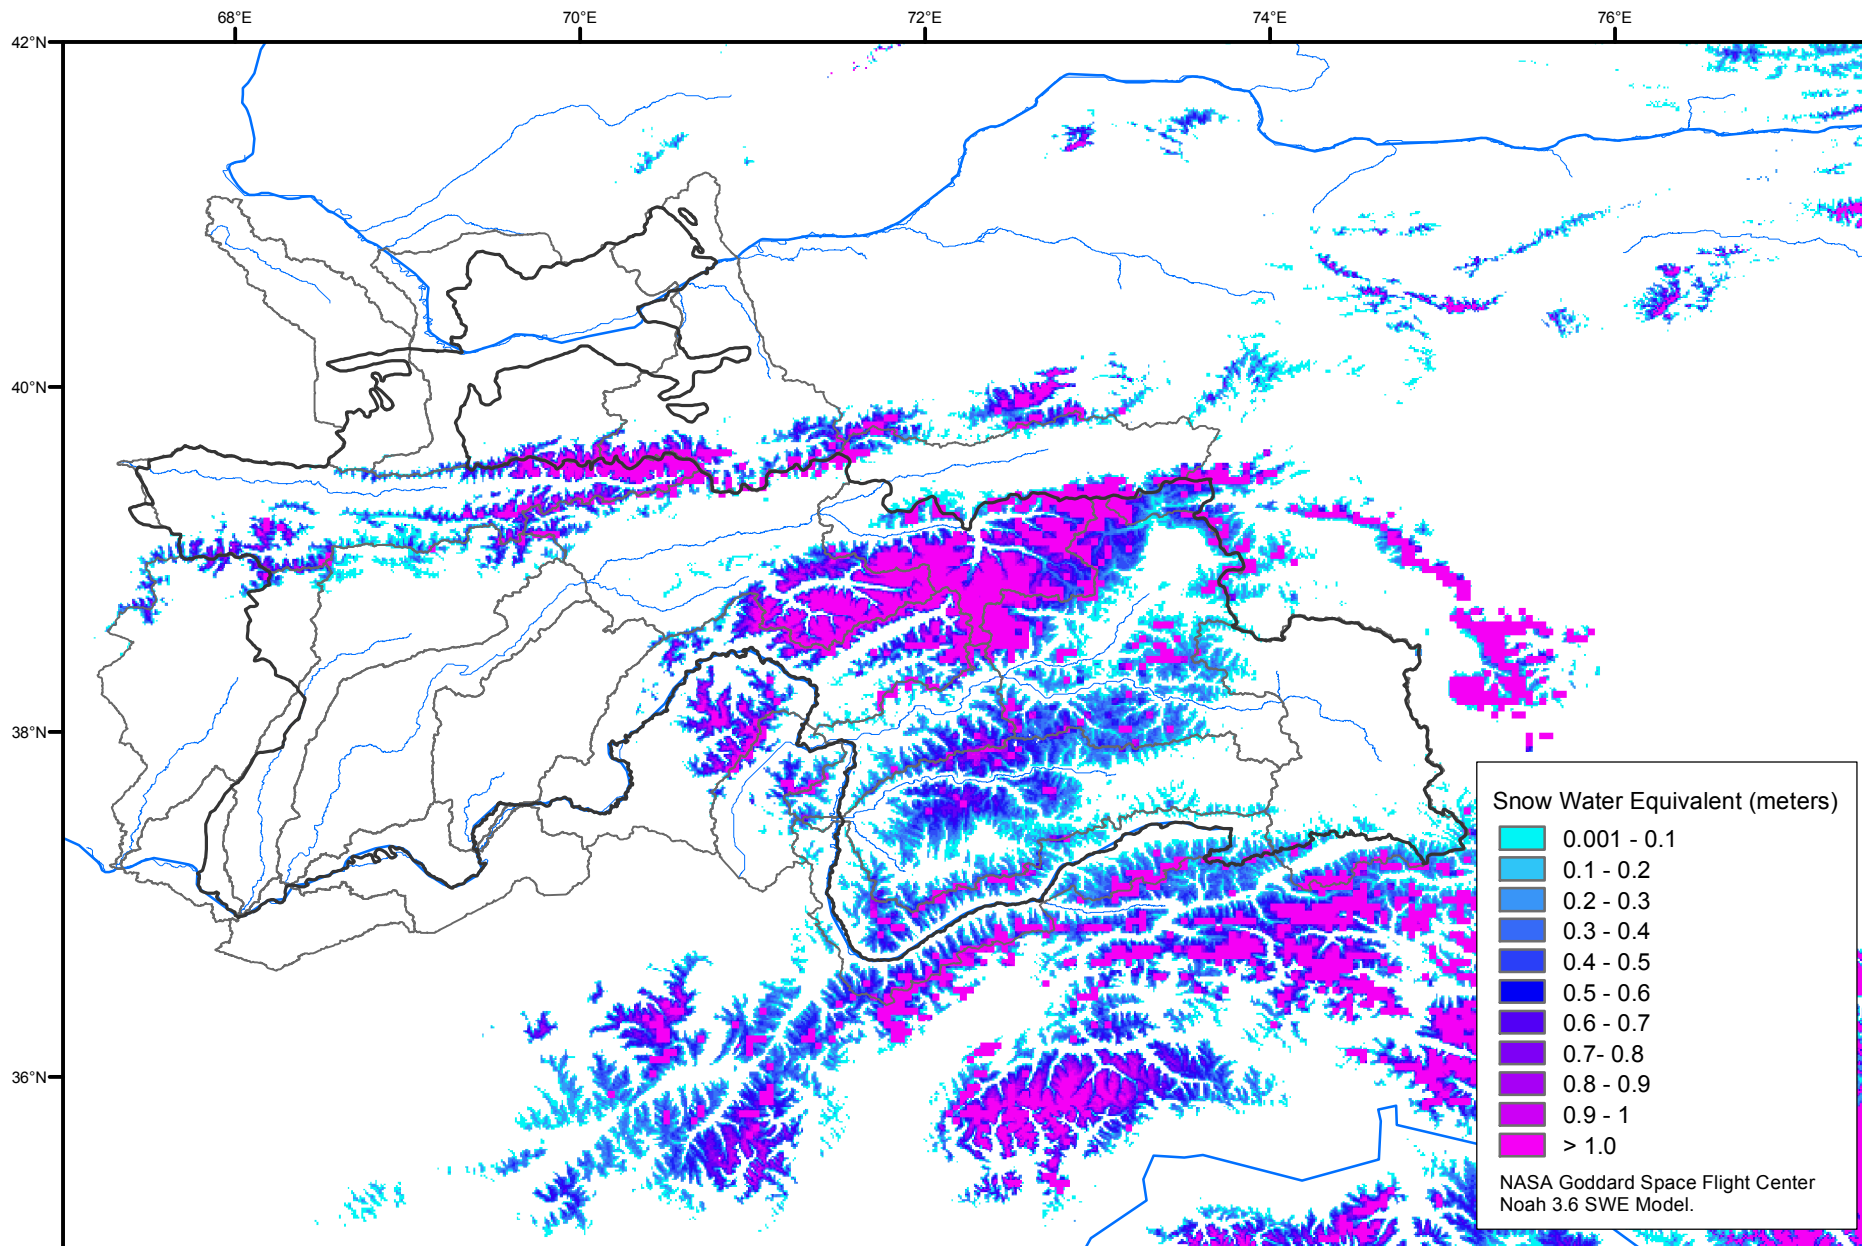 68°E
70°E
72°E
74°E
76°E
42°N
40°N
38°N
36°N
Snow Water Equivalent (meters)
0.001 - 0.1
0.1 - 0.2
0.2 - 0.3
0.3 - 0.4
0.4 - 0.5
0.5 - 0.6
0.6 - 0.7
0.7- 0.8
0.8 - 0.9
0.9 - 1
> 1.0
NASA Goddard Space Flight Center
Noah 3.6 SWE Model.